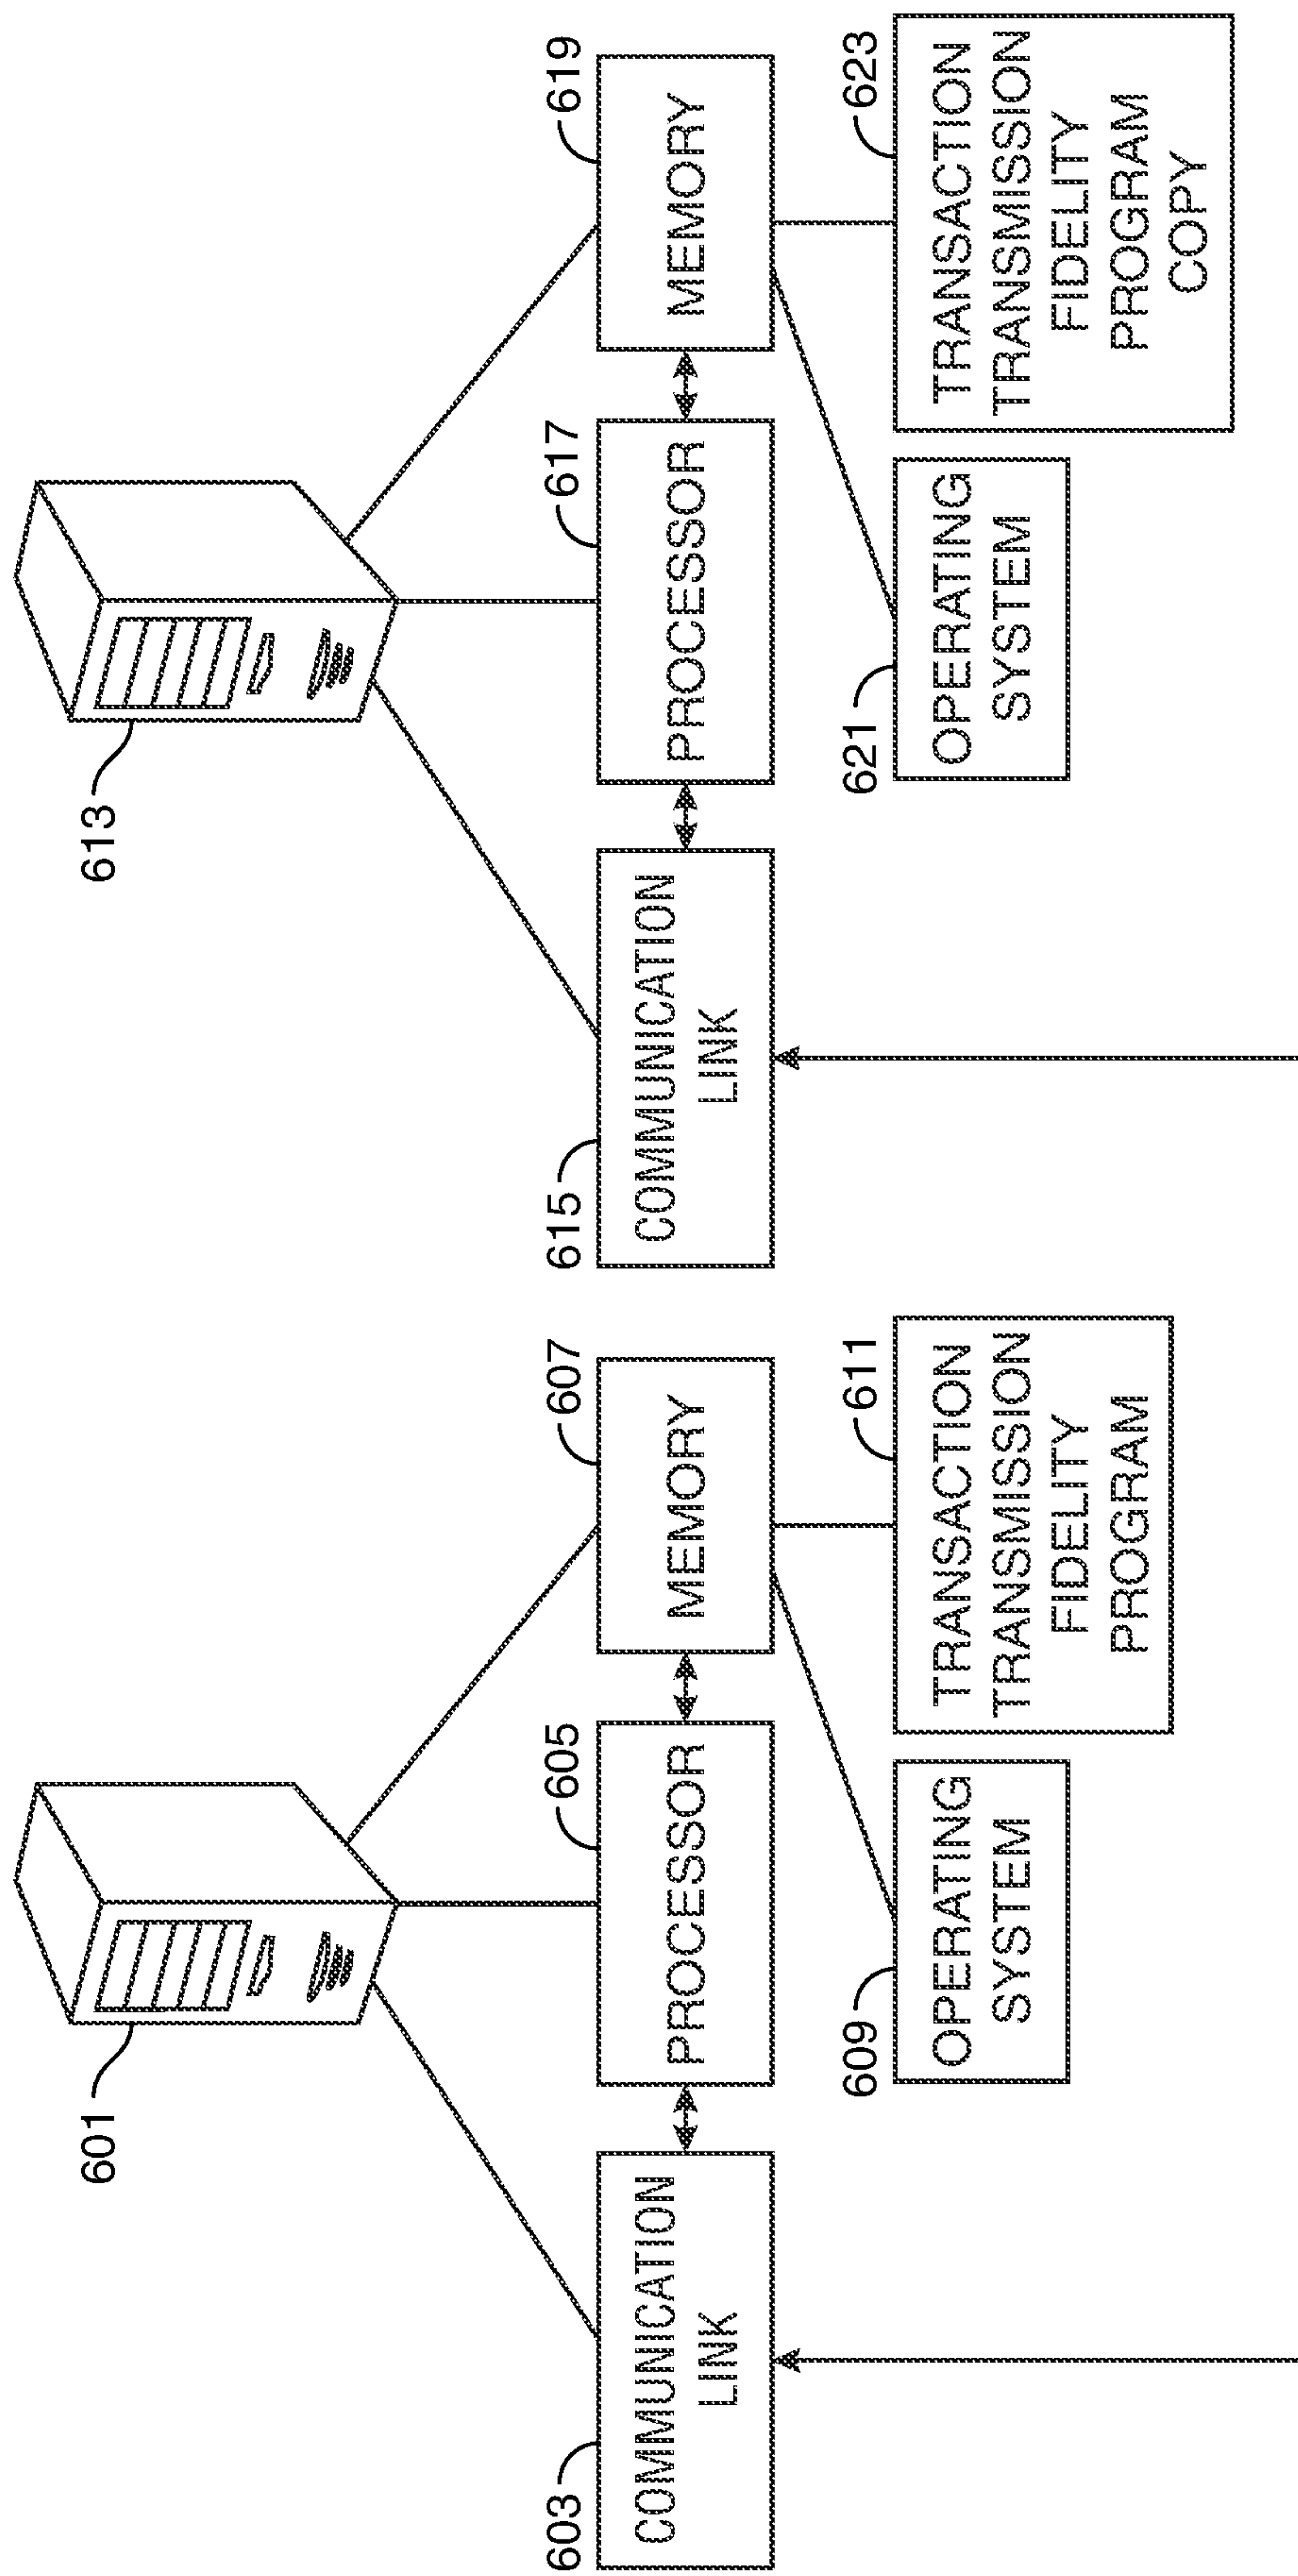 601
603
COMMUNICATION
LINK
605
PROCESSOR
607
MEMORY
609
OPERATING
SYSTEM
611
TRANSACTION
TRANSMISSION
FIDELITY
PROGRAM
613
615
COMMUNICATION
LINK
617
PROCESSOR
619
MEMORY
621
OPERATING
SYSTEM
623
TRANSACTION
TRANSMISSION
FIDELITY
PROGRAM
COPY